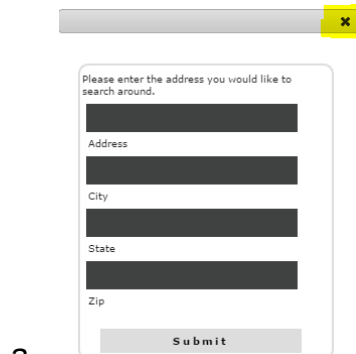 Please enter the address you would like to
search around.
Address
City
State
Zip
Submit